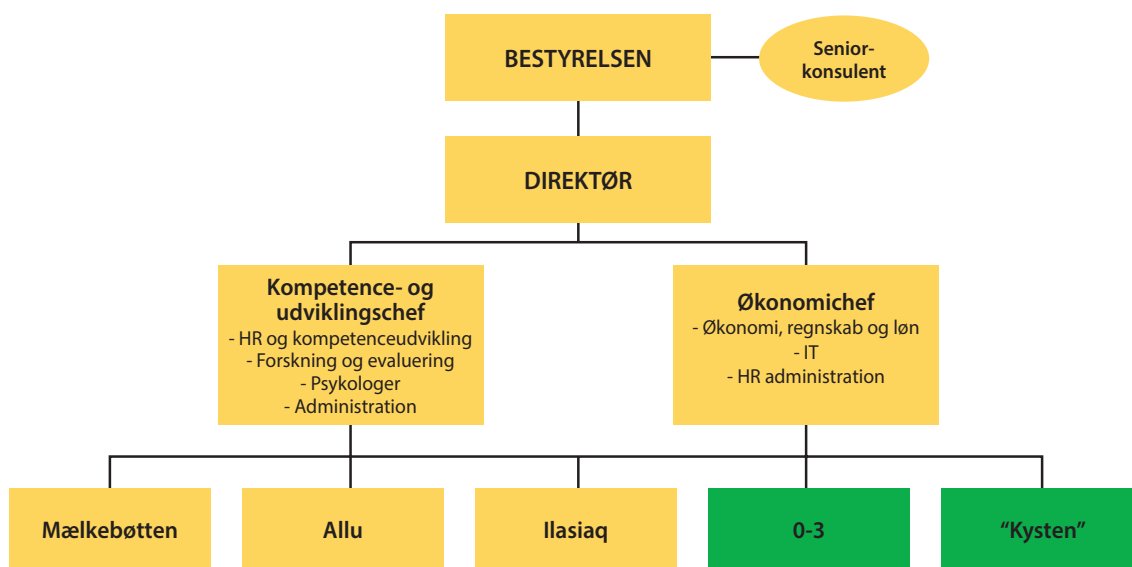 BESTYRELSEN
Senior-
konsulent
DIREKTØR
Kompetence- og
udviklingschef
- HR og kompetenceudvikling
- Forskning og evaluering
- Psykologer
- Administration
Økonomichef
- Økonomi, regnskab og løn
- IT
- HR administration
Mælkebøtten
Allu
Ilasiaq
0-3
“Kysten”